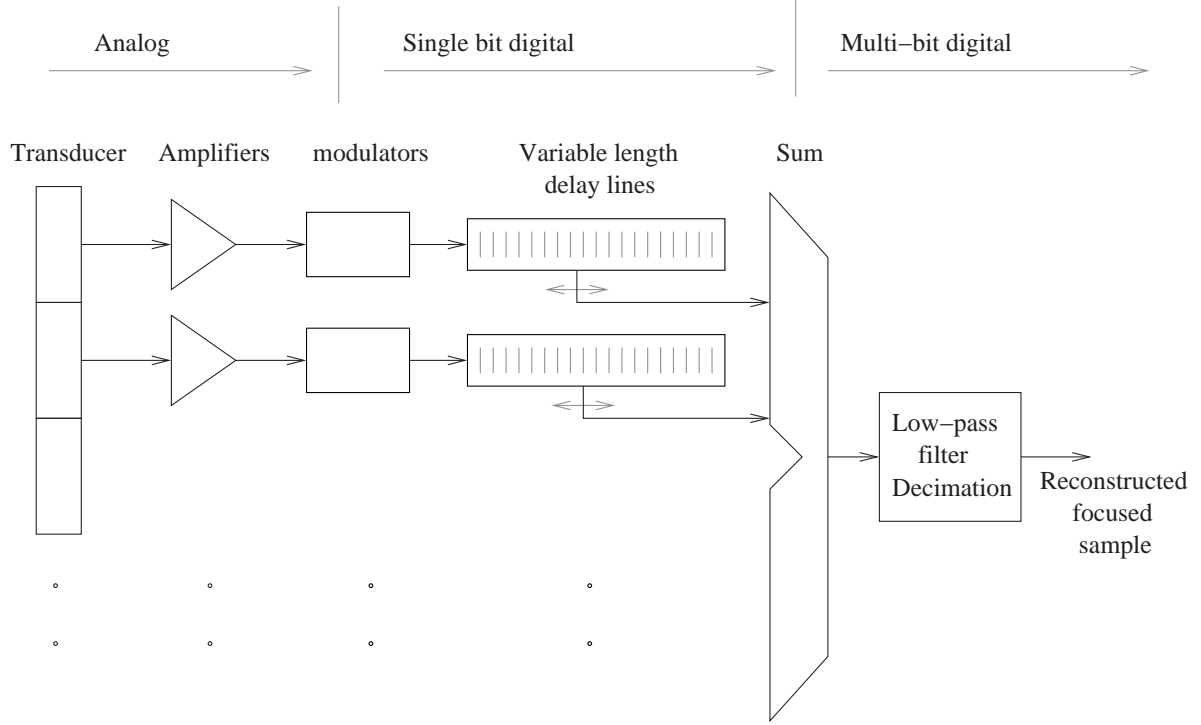 Analog
Single bit digital
Multi−bit digital
Transducer
Amplifiers
modulators
Variable length
delay lines
Sum
Low−pass
filter
Decimation
Reconstructed
focused
sample